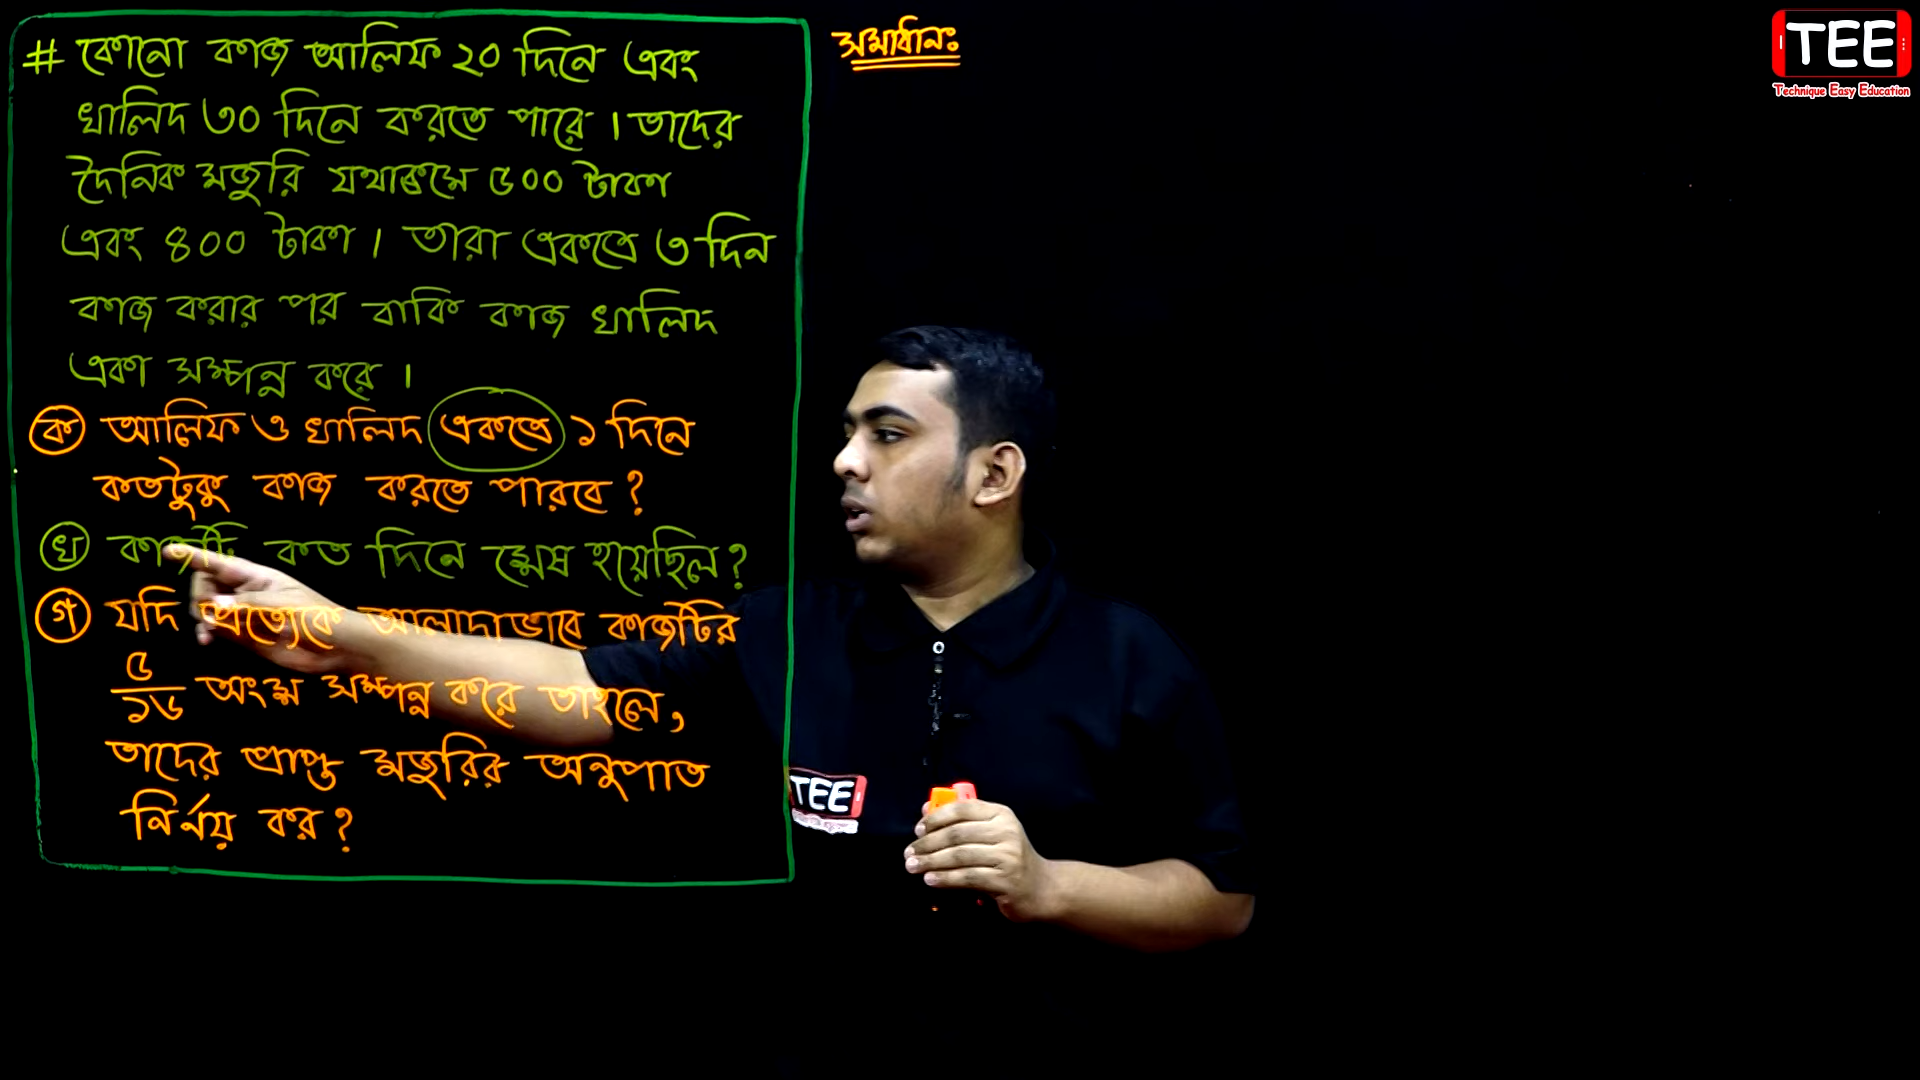 # কোনো কাজ আলিফ ২০ দিনে এবং
খালিদ ৩০ দিনে করতে পারে । তাদের
দৈনিক মজুরি যথাক্রমে ৫০০ টাকা
এবং ৪০০ টাকা । তারা একত্রে ৩ দিন
কাজ করার পর বাকি কাজ খালিদ
একা সম্পন্ন করে ।
ক আলিফ ও খালিদ একত্রে ১ দিনে
কতটুকু কাজ করতে পারবে ?
খ কাজটি কত দিনে শেষ হয়েছিল ?
গ যদি প্রত্যেকে আলাদাভাবে কাজটির
৫/১৬ অংশ সম্পন্ন করে তাহলে,
তাদের প্রাপ্ত মজুরির অনুপাত
নির্নয় কর ?
সমাধানঃ
TEE
Technique Easy Education
TEE